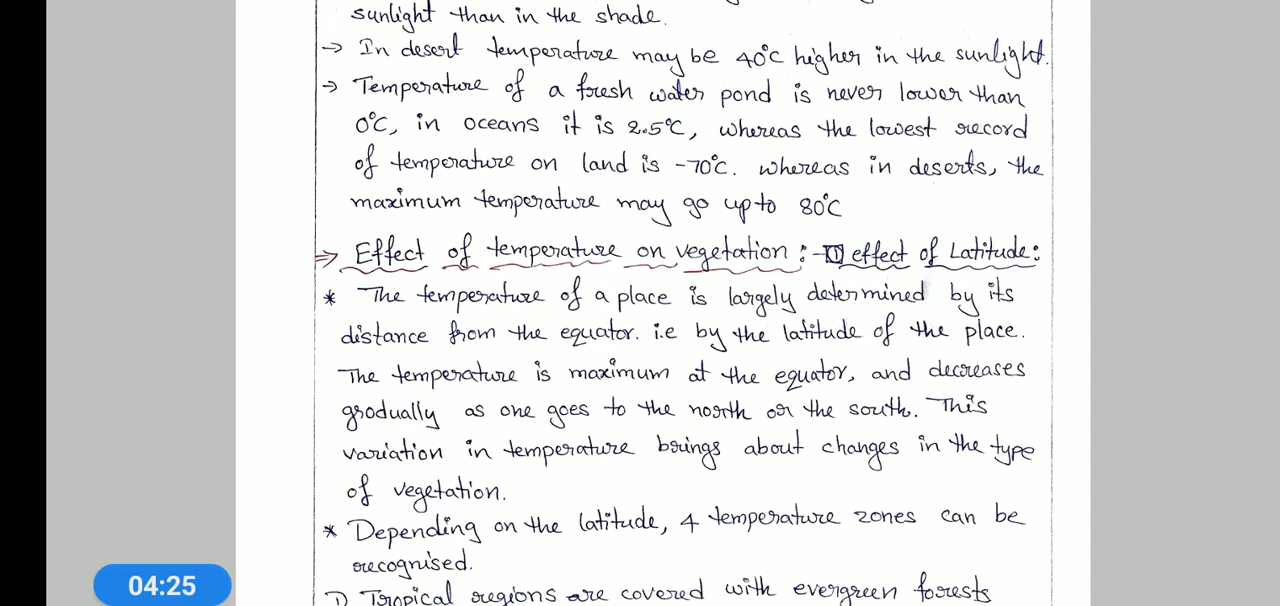 sunlight than in the shade.
→ In desert temperature may be 40°C higher in the sunlight.
→ Temperature of a fresh water pond is never lower than
0°C, in oceans it is 2.5°C, whereas the lowest record
of temperature on land is -70°C. whereas in deserts, the
maximum temperature may go up to 80°C
⇒ Effect of temperature on vegetation :- 1 effect of Latitude:
* The temperature of a place is largely determined by its
distance from the equator. i.e by the latitude of the place.
The temperature is maximum at the equator, and decreases
gradually as one goes to the north or the south. This
variation in temperature brings about changes in the type
of vegetation.
* Depending on the latitude, 4 temperature zones can be
recognised.
1) Tropical regions are covered with evergreen forests
04:25